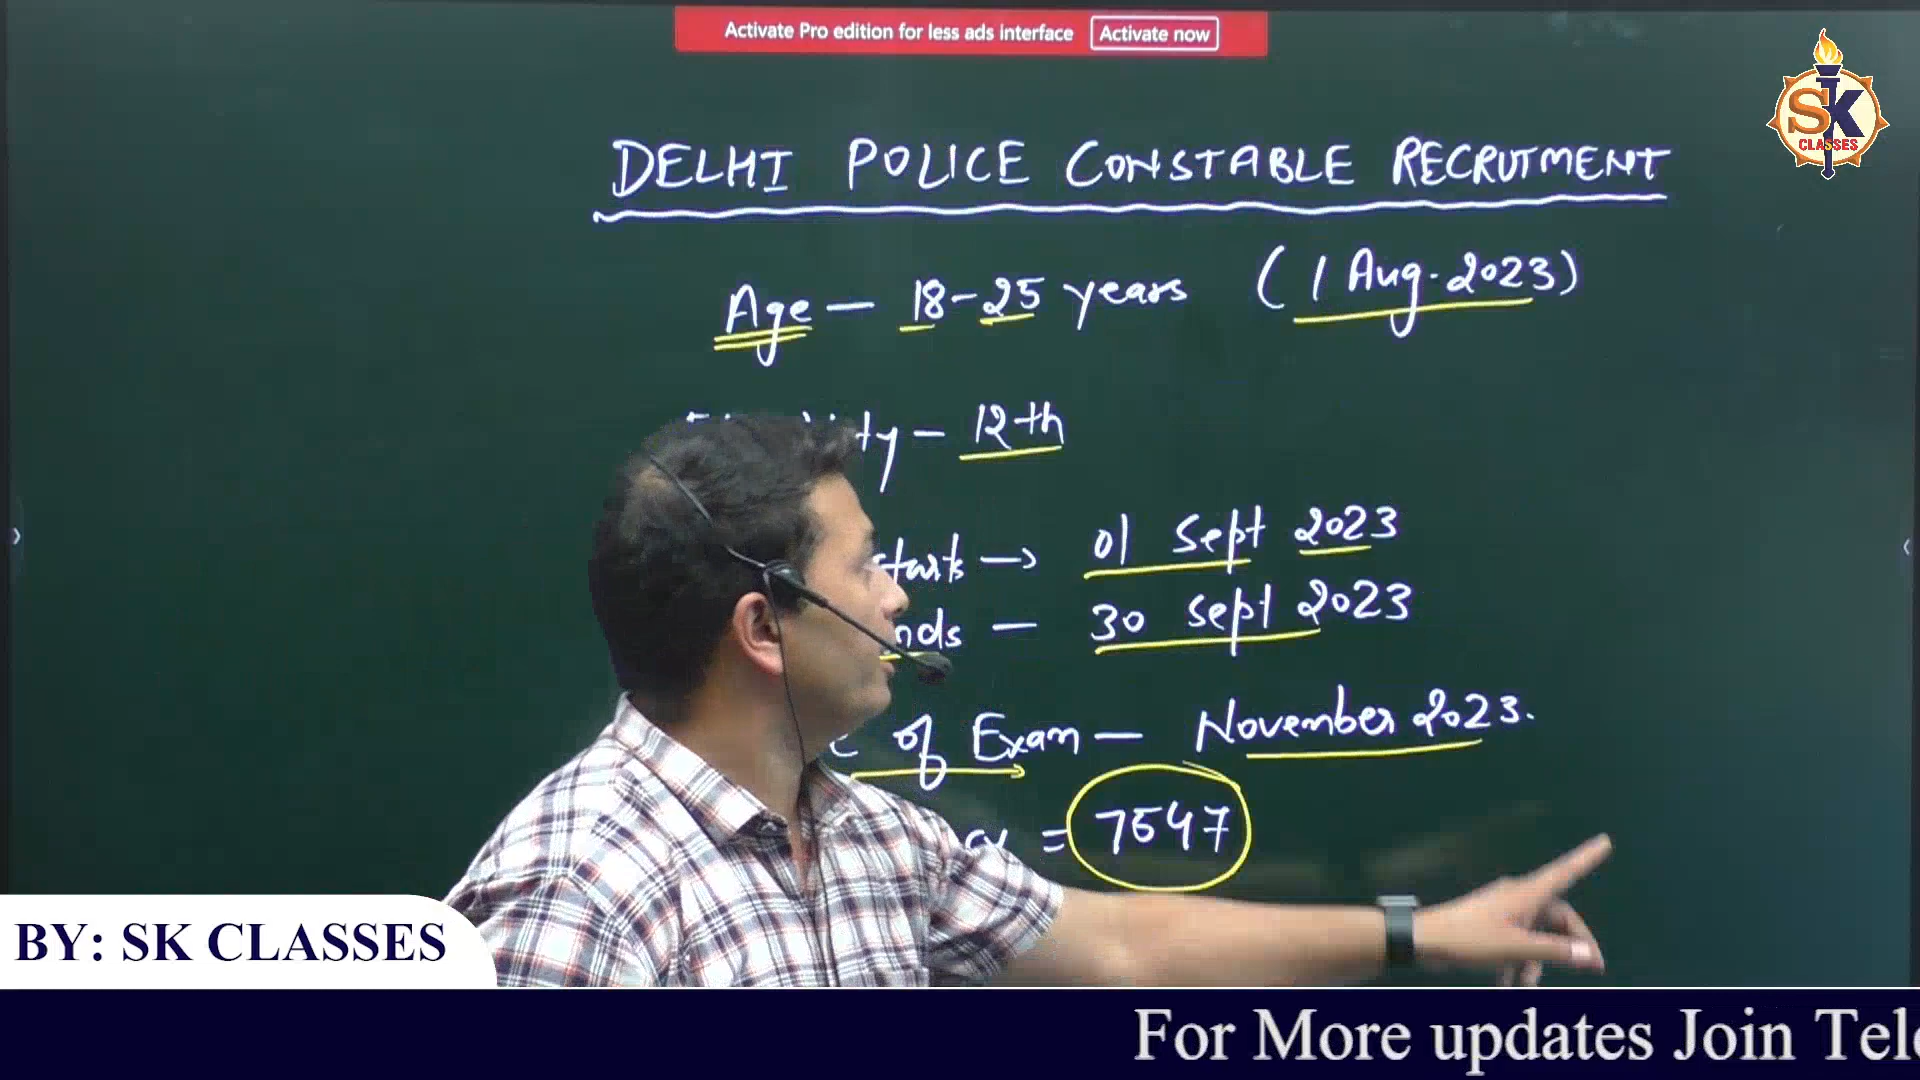 Activate Pro edition for less ads interface Activate now
SK CLASSES
DELHI POLICE CONSTABLE RECRUTMENT
Age — 18-25 years (1 Aug. 2023)
— 12th
→ 01 Sept 2023
— 30 Sept 2023
of Exam — November 2023.
= 7547
BY: SK CLASSES
For More updates Join